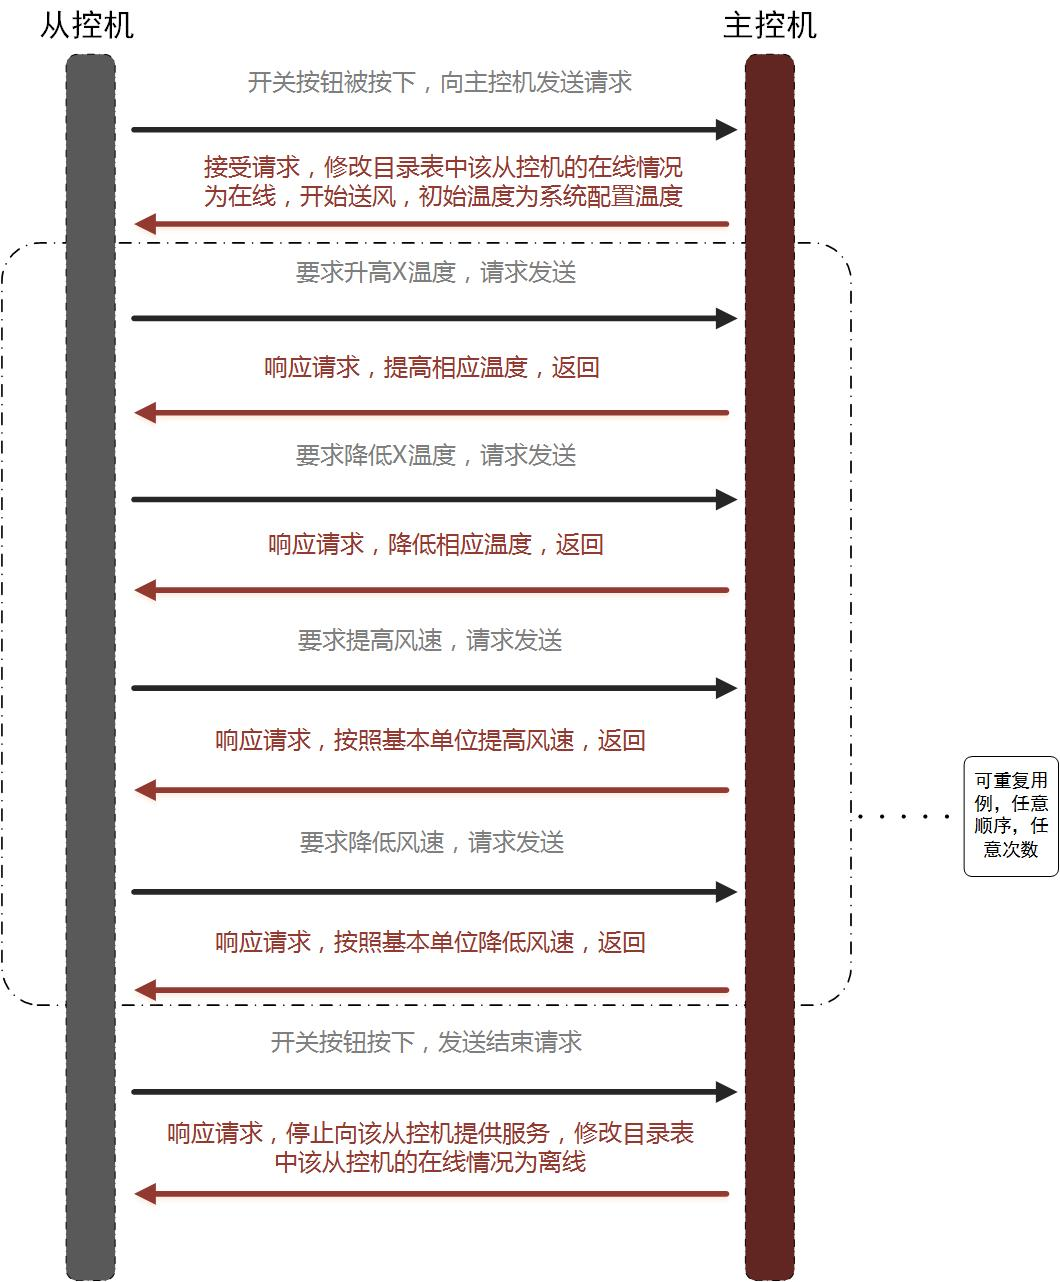 从控机
主控机
开关按钮被按下，向主控机发送请求
接受请求，修改目录表中该从控机的在线情况
为在线，开始送风，初始温度为系统配置温度
要求升高X温度，请求发送
响应请求，提高相应温度，返回
要求降低X温度，请求发送
响应请求，降低相应温度，返回
要求提高风速，请求发送
响应请求，按照基本单位提高风速，返回
可重复用
例，任意
顺序，任
意次数
要求降低风速，请求发送
响应请求，按照基本单位降低风速，返回
开关按钮按下，发送结束请求
响应请求，停止向该从控机提供服务，修改目录表
中该从控机的在线情况为离线